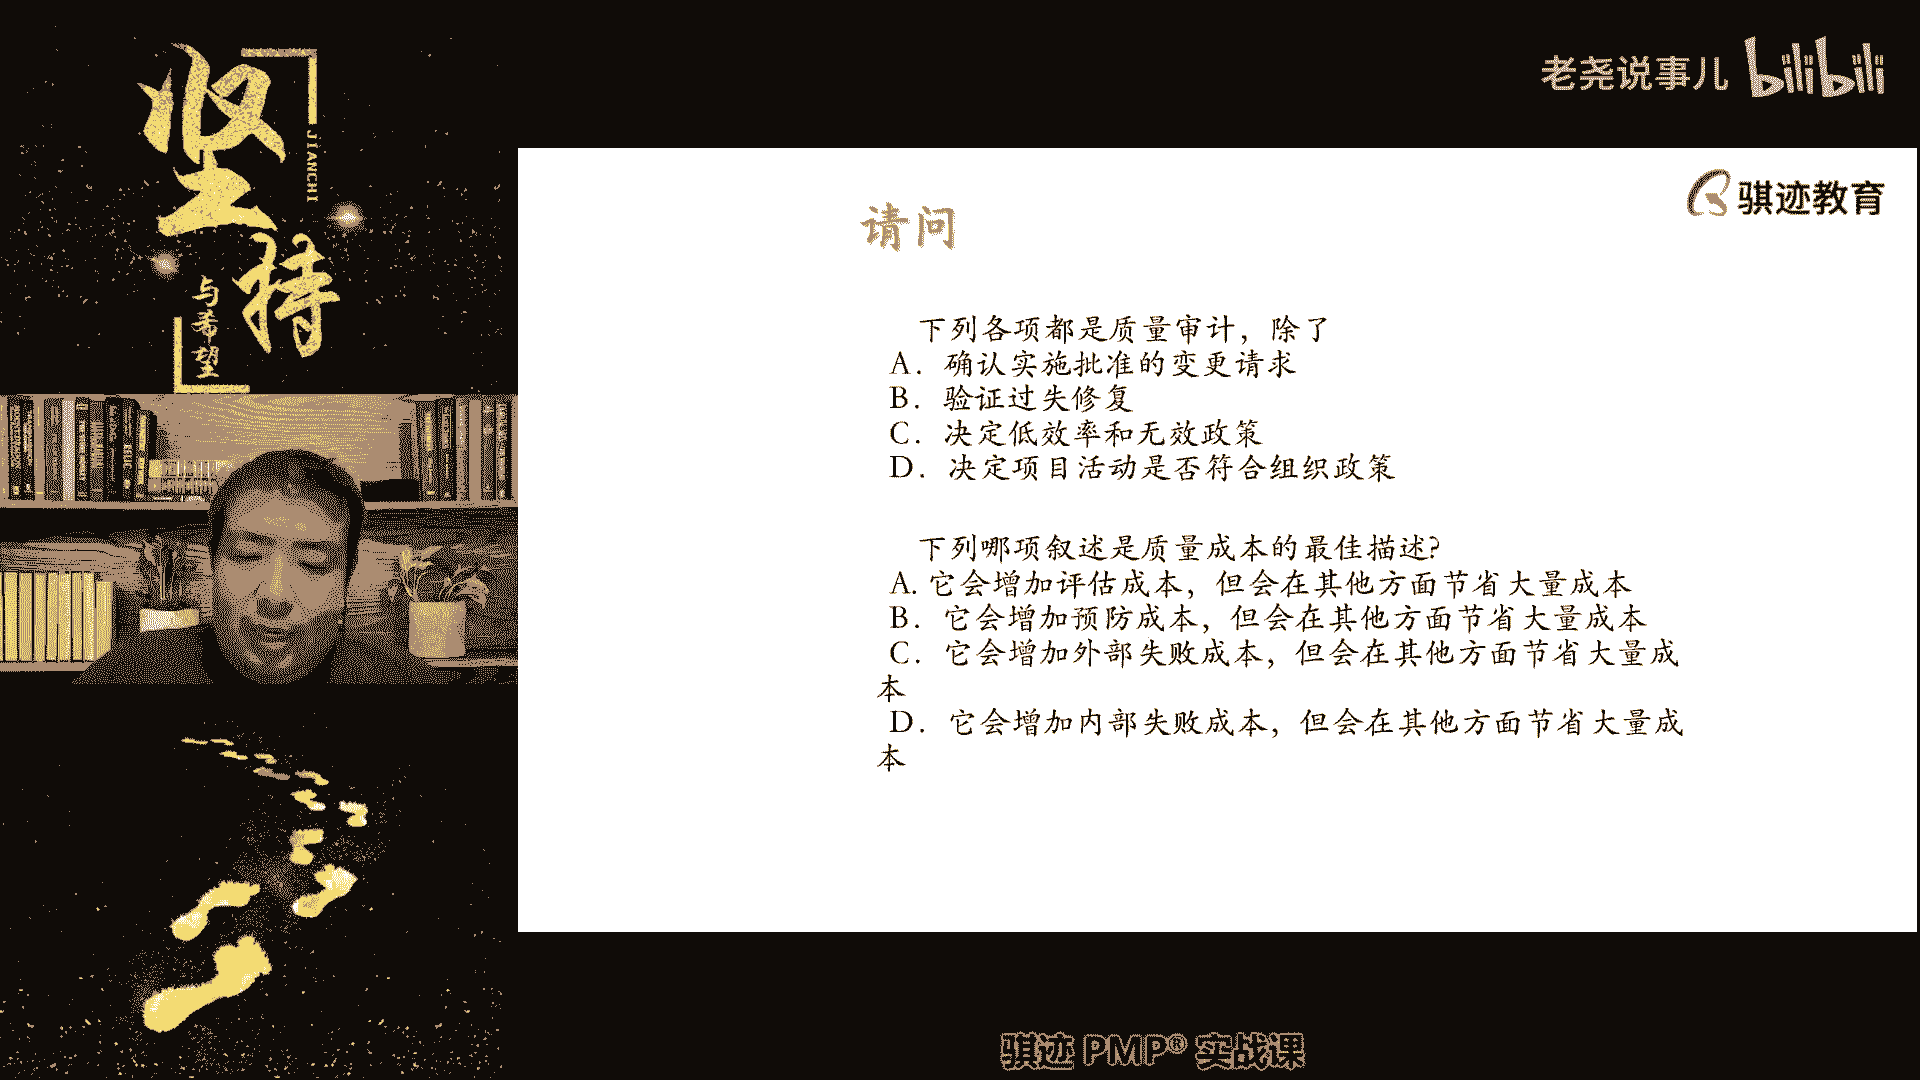 坚
持
JIANCHI
与希望
老尧说事儿 bilibili
骐迹教育
请问
下列各项都是质量审计，除了
A．确认实施批准的变更请求
B．验证过失修复
C．决定低效率和无效政策
D．决定项目活动是否符合组织政策
下列哪项叙述是质量成本的最佳描述?
A. 它会增加评估成本，但会在其他方面节省大量成本
B．它会增加预防成本，但会在其他方面节省大量成本
C．它会增加外部失败成本，但会在其他方面节省大量成
本
D．它会增加内部失败成本，但会在其他方面节省大量成
本
骐迹 PMP® 实战课